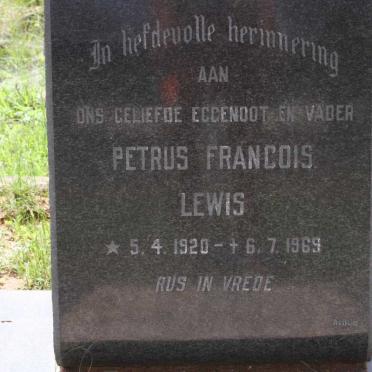 In liefdevolle herinnering
AAN
ONS GELIEFDE EGGENOOT EN VADER
PETRUS FRANCOIS
LEWIS
★ 5. 4. 1920 - ✝ 6. 7. 1969
RUS IN VREDE